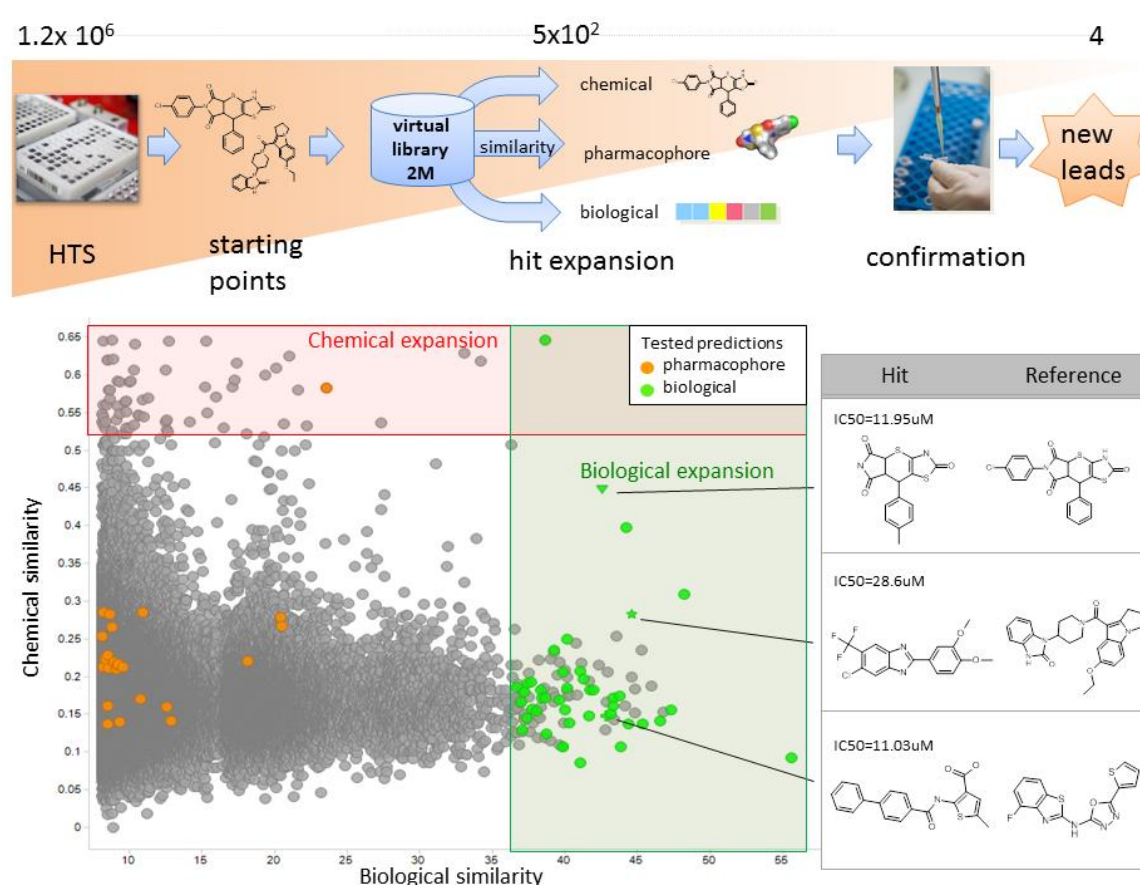 1.2x 10⁶
5x10²
4
chemical
virtual
library
2M
similarity
pharmacophore
new
leads
biological
HTS
starting
points
hit expansion
confirmation
Chemical expansion
Tested predictions
pharmacophore
biological
Biological expansion
Chemical similarity
0.65
0.6
0.55
0.5
0.45
0.4
0.35
0.3
0.25
0.2
0.15
0.1
0.05
0
10
15
20
25
30
35
40
45
50
55
Biological similarity
Hit
Reference
IC50=11.95uM
IC50=28.6uM
IC50=11.03uM